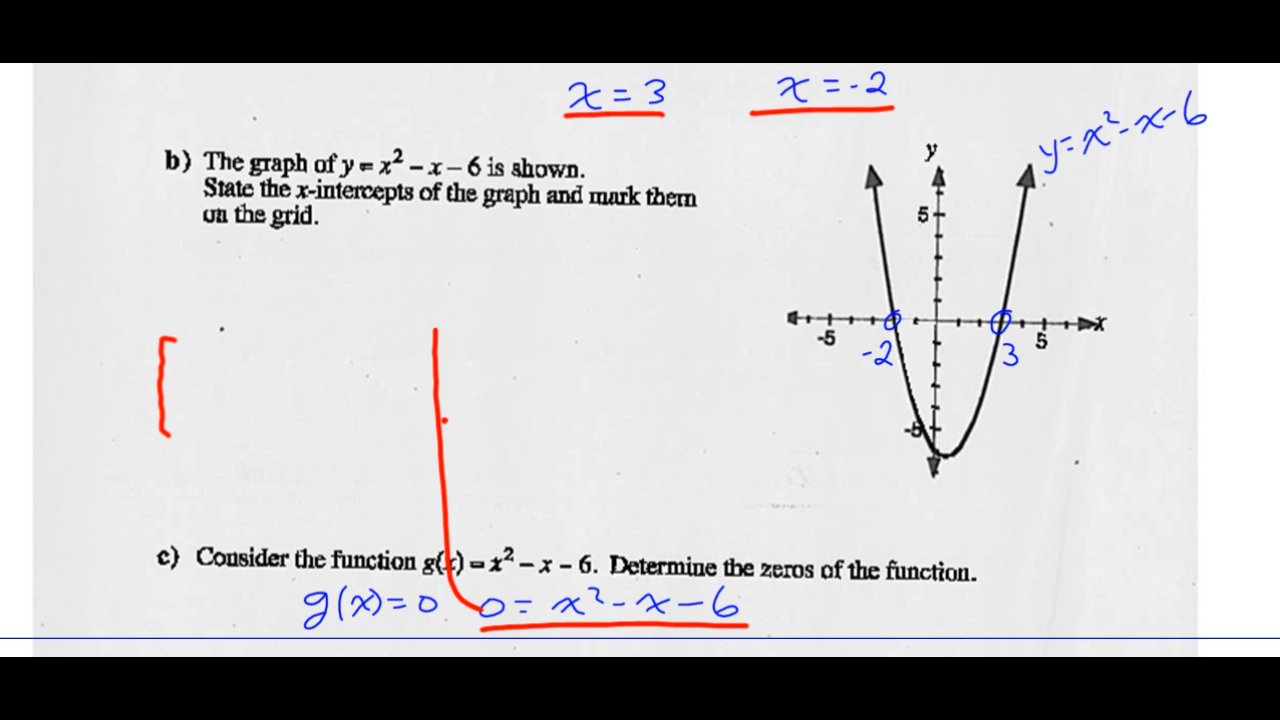 x = 3
x = -2
y = x² - x - 6
b) The graph of y = x² – x – 6 is shown.
State the x-intercepts of the graph and mark them
on the grid.
y
5
x
-5
5
-2
3
-5
c) Consider the function g(x) = x² – x – 6. Determine the zeros of the function.
g(x) = 0 0 = x² - x - 6